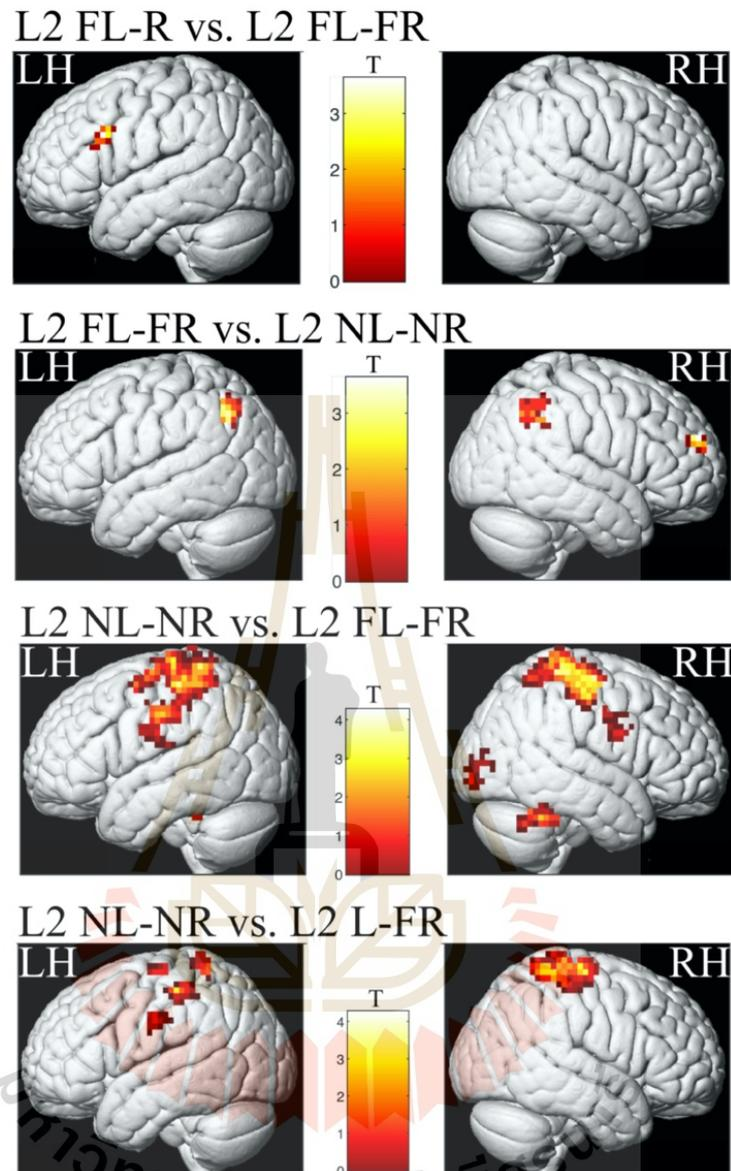 L2 FL-R vs. L2 FL-FR
LH
T
RH
3
2
1
0
L2 FL-FR vs. L2 NL-NR
LH
T
RH
3
2
1
0
L2 NL-NR vs. L2 FL-FR
LH
T
RH
4
3
2
1
0
L2 NL-NR vs. L2 L-FR
LH
T
RH
4
3
2
1
0